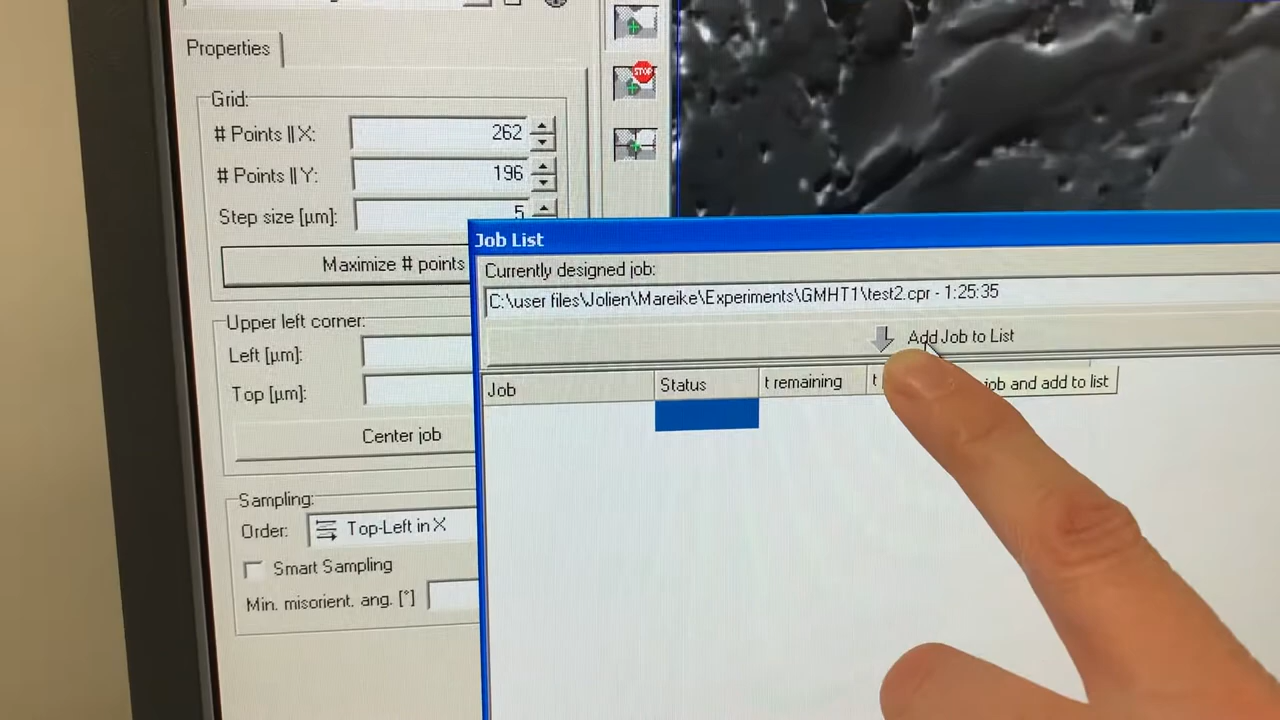 Properties
Grid:
# Points || X: 262
# Points || Y: 196
Step size [µm]: 5
Maximize # points
Upper left corner:
Left [µm]:
Top [µm]:
Center job
Sampling:
Order: Top-Left in X
Smart Sampling
Min. misorient. ang. [°]
STOP
Job List
Currently designed job:
C:\user files\Jolien\Mareike\Experiments\GMHT1\test2.cpr - 1:25:35
Add Job to List
Job Status t remaining t
job and add to list